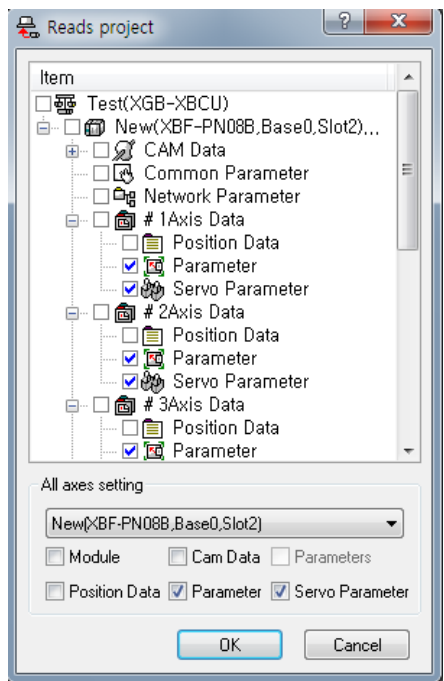 Reads project
Item
Test(XGB-XBCU)
New(XBF-PN08B,Base0,Slot2),,,
CAM Data
Common Parameter
Network Parameter
# 1Axis Data
Position Data
Parameter
Servo Parameter
# 2Axis Data
Position Data
Parameter
Servo Parameter
# 3Axis Data
Position Data
Parameter
All axes setting
New(XBF-PN08B,Base0,Slot2)
Module Cam Data Parameters
Position Data Parameter Servo Parameter
OK Cancel